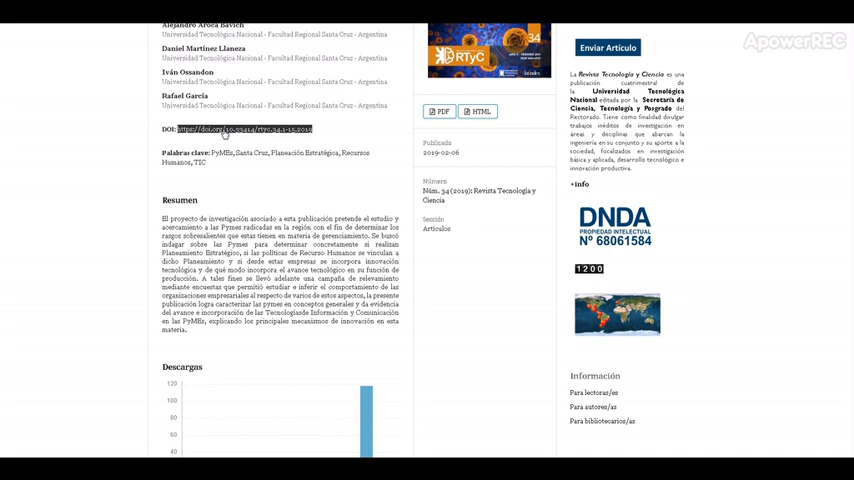 Alejandro Aroca Bavich
Universidad Tecnológica Nacional - Facultad Regional Santa Cruz - Argentina
Daniel Martinez Llaneza
Universidad Tecnológica Nacional - Facultad Regional Santa Cruz - Argentina
Iván Ossandon
Universidad Tecnológica Nacional - Facultad Regional Santa Cruz - Argentina
Rafael García
Universidad Tecnológica Nacional - Facultad Regional Santa Cruz - Argentina
DOI: https://doi.org/10.33414/rtyc.34.1-15.2019
Palabras clave: PyMEs, Santa Cruz, Planeación Estratégica, Recursos
Humanos, TIC
Resumen
El proyecto de investigación asociado a esta publicación pretende el estudio y
acercamiento a las Pymes radicadas en la región con el fin de determinar los
rasgos sobresalientes que estas tienen en materia de gerenciamiento. Se buscó
indagar sobre las Pymes para determinar concretamente si realizan
Planeamiento Estratégico, si las políticas de Recurso Humanos se vinculan a
dicho Planeamiento y si desde estas empresas se incorpora innovación
tecnológica y de qué modo incorpora el avance tecnológico en su función de
producción. A tales fines se llevó adelante una campaña de relevamiento
mediante encuestas que permitió estudiar e inferir el comportamiento de las
organizaciones empresariales al respecto de varios de estos aspectos, la presente
publicación logra caracterizar las pymes en conceptos generales y da evidencia
del avance e incorporación de las Tecnologíasde Información y Comunicación
en las PyMEs, explicando los principales mecanismos de innovación en esta
materia.
Descargas
120
100
80
60
40
34
RTyC
PDF
HTML
Publicado
2019-02-06
Número
Núm. 34 (2019): Revista Tecnología y
Ciencia
Sección
Artículos
ApowerREC
Enviar Artículo
La Revista Tecnología y Ciencia es una
publicación cuatrimestral de
la Universidad Tecnológica
Nacional editada por la Secretaría de
Ciencia, Tecnología y Posgrado del
Rectorado. Tiene como finalidad divulgar
trabajos inéditos de investigación en
áreas y disciplinas que abarcan la
ingeniería en su conjunto y su aporte a la
sociedad, focalizados en investigación
básica y aplicada, desarrollo tecnológico e
innovación productiva.
+info
DNDA
PROPIEDAD INTELECTUAL
Nº 68061584
1200
Información
Para lectoras/es
Para autores/as
Para bibliotecarios/as